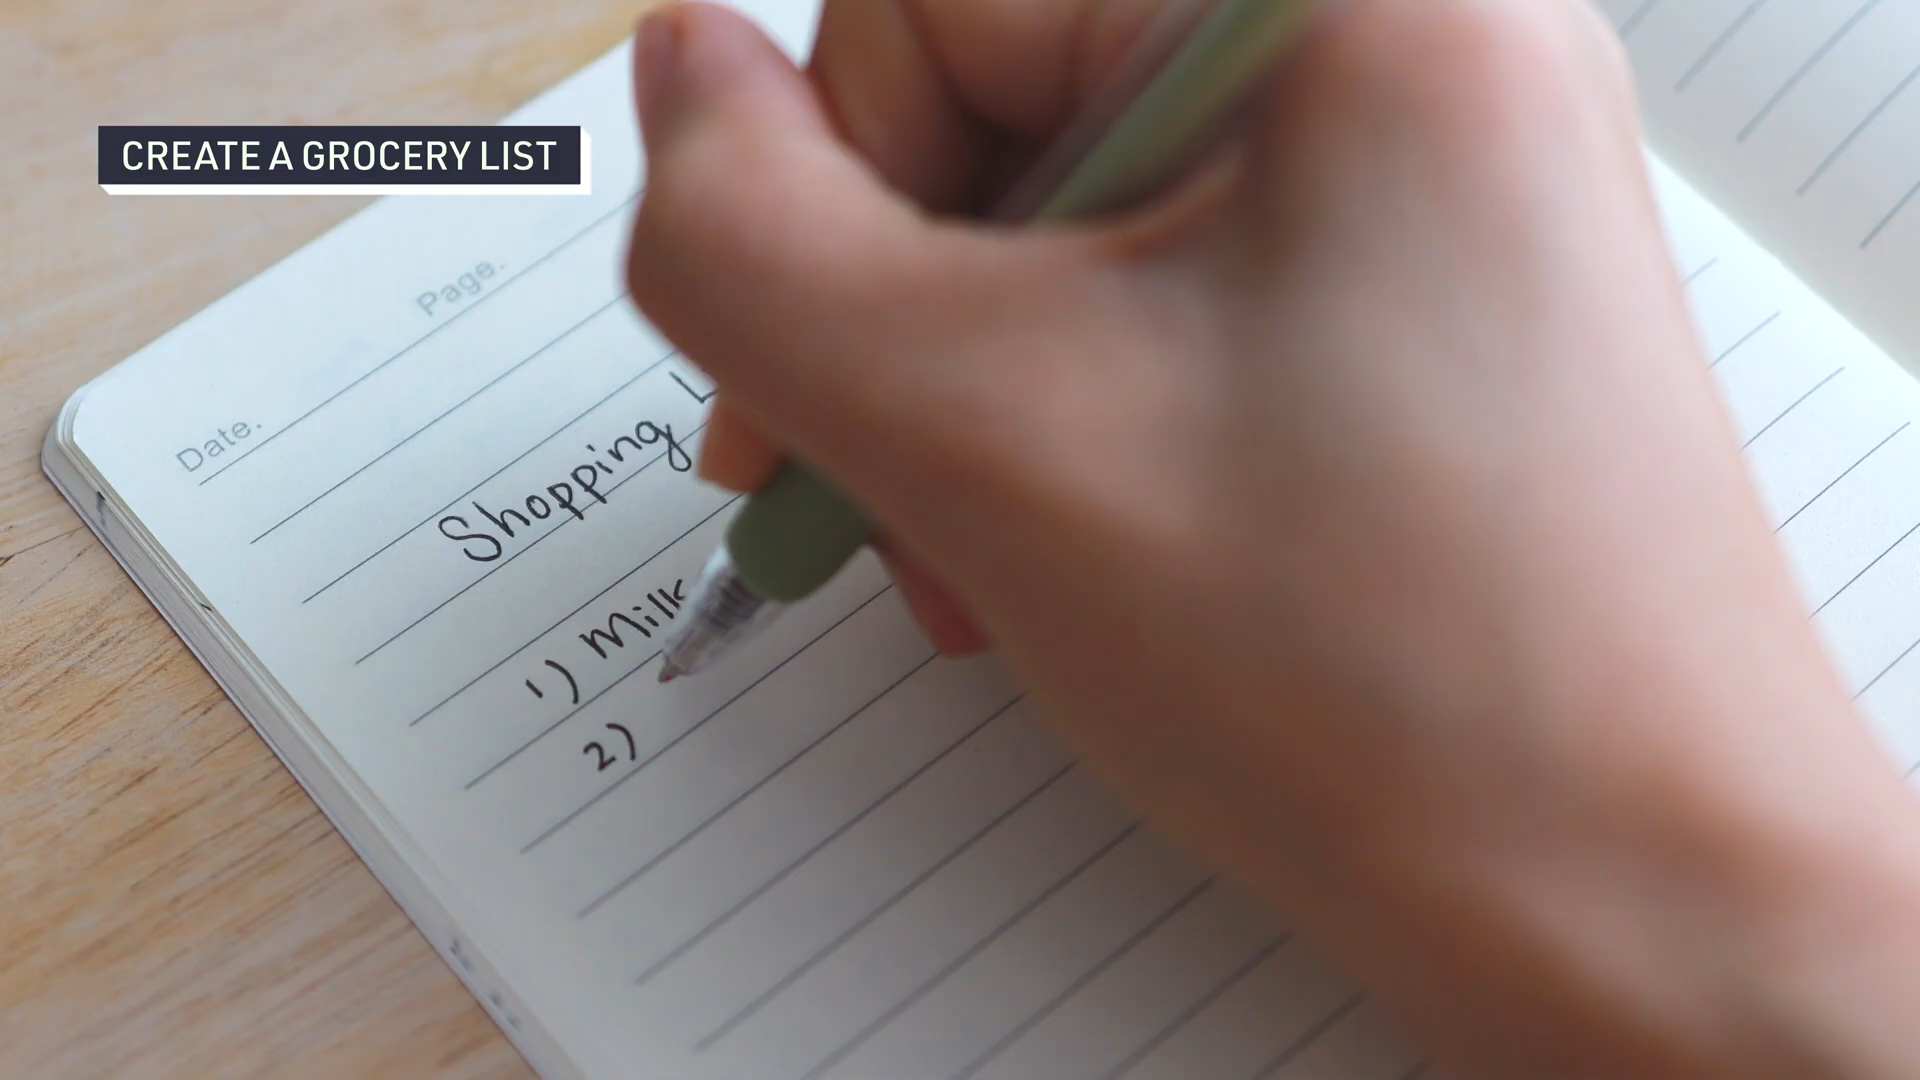 CREATE A GROCERY LIST
Page.
Date.
Shopping L
1) Milk
2)